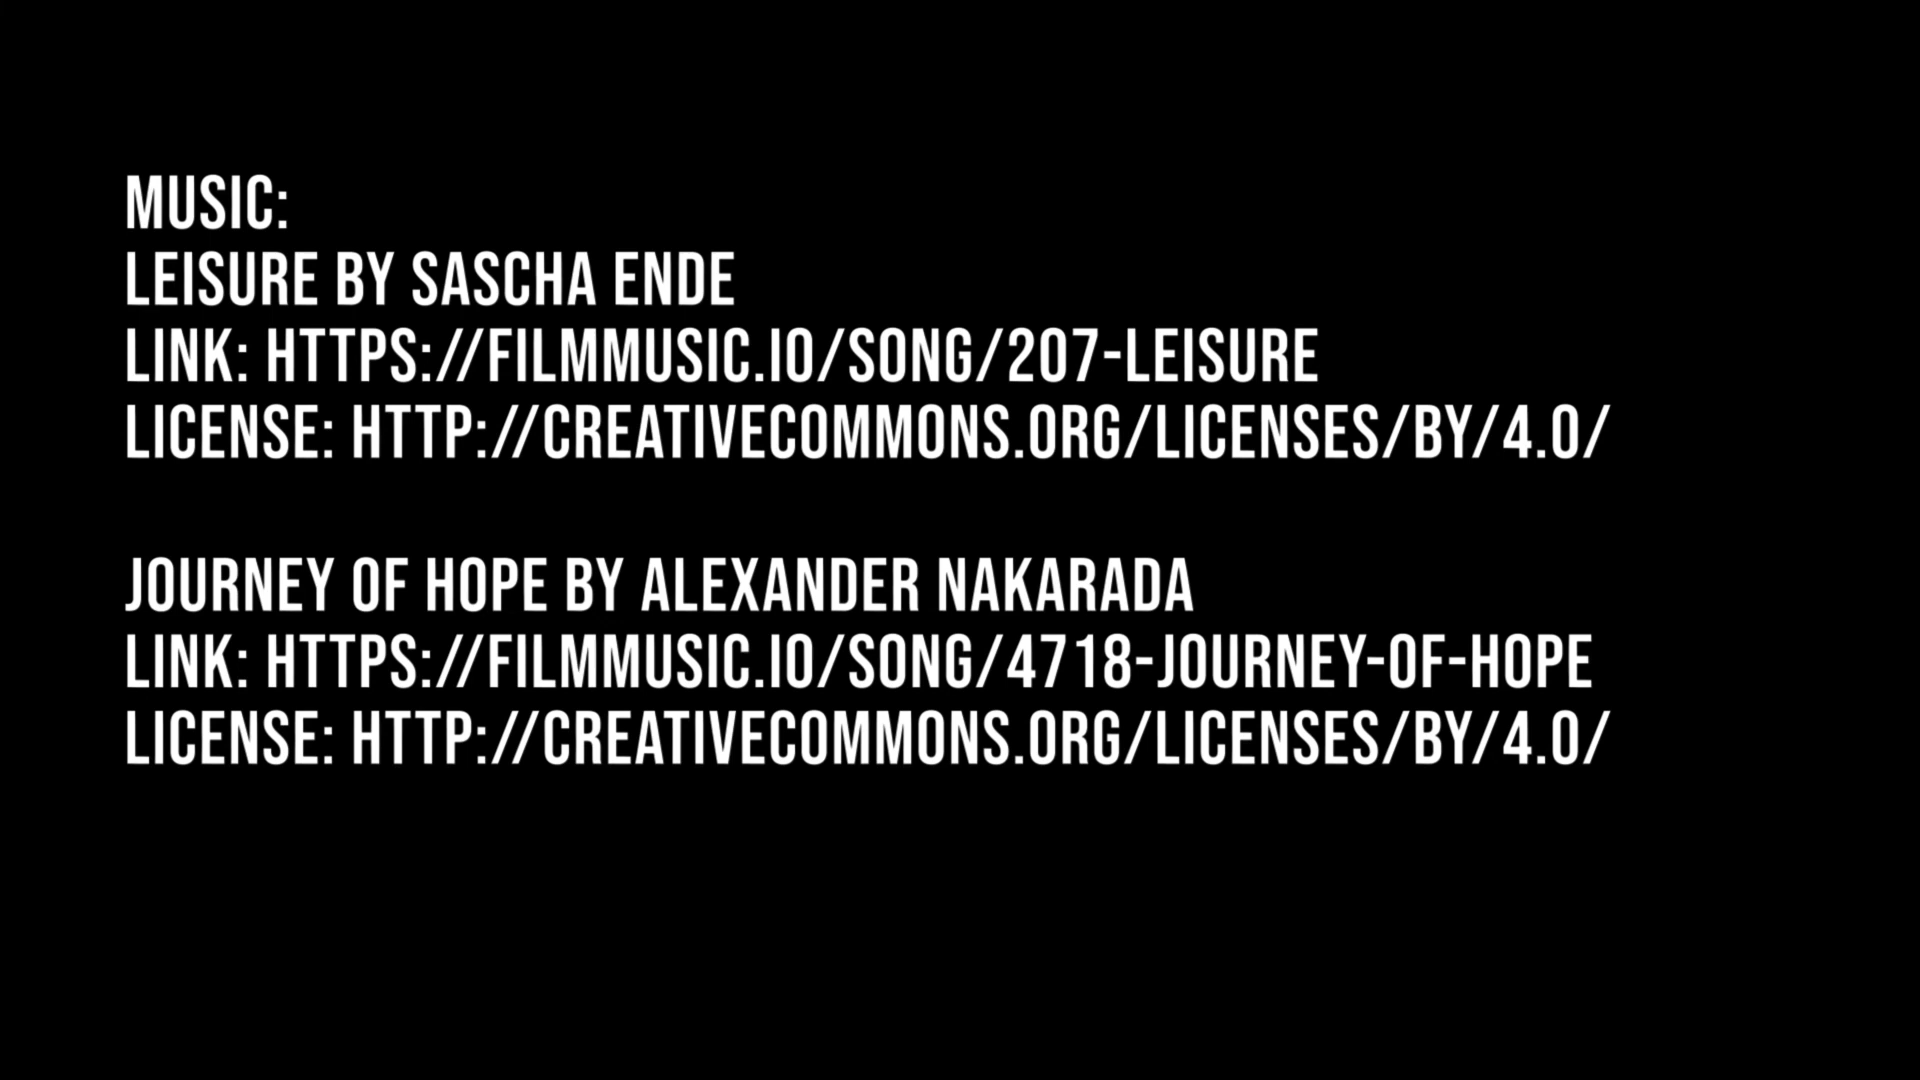 MUSIC:
LEISURE BY SASCHA ENDE
LINK: HTTPS://FILMMUSIC.IO/SONG/207-LEISURE
LICENSE: HTTP://CREATIVECOMMONS.ORG/LICENSES/BY/4.0/
JOURNEY OF HOPE BY ALEXANDER NAKARADA
LINK: HTTPS://FILMMUSIC.IO/SONG/4718-JOURNEY-OF-HOPE
LICENSE: HTTP://CREATIVECOMMONS.ORG/LICENSES/BY/4.0/